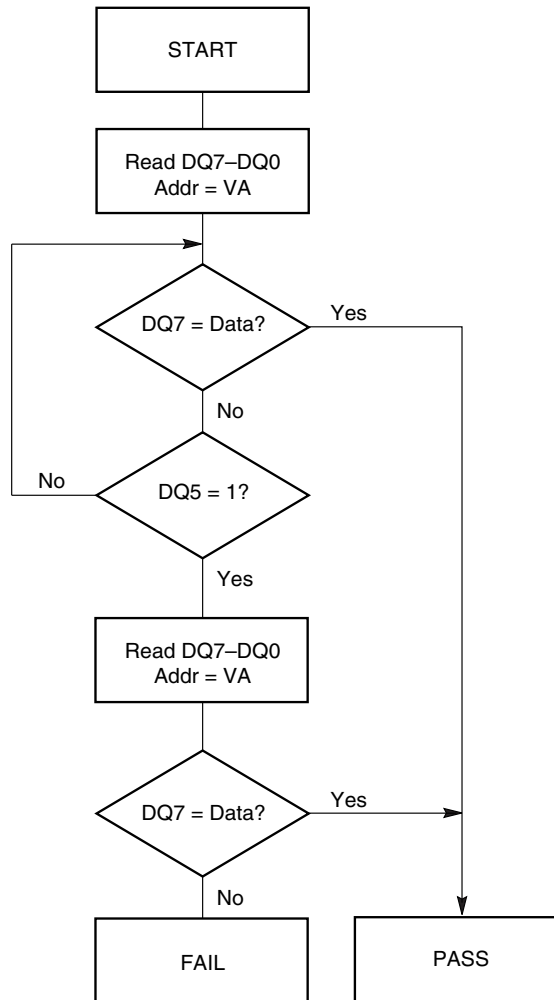 START
Read DQ7–DQ0
Addr = VA
DQ7 = Data?
Yes
No
DQ5 = 1?
No
Yes
Read DQ7–DQ0
Addr = VA
DQ7 = Data?
Yes
No
FAIL
PASS